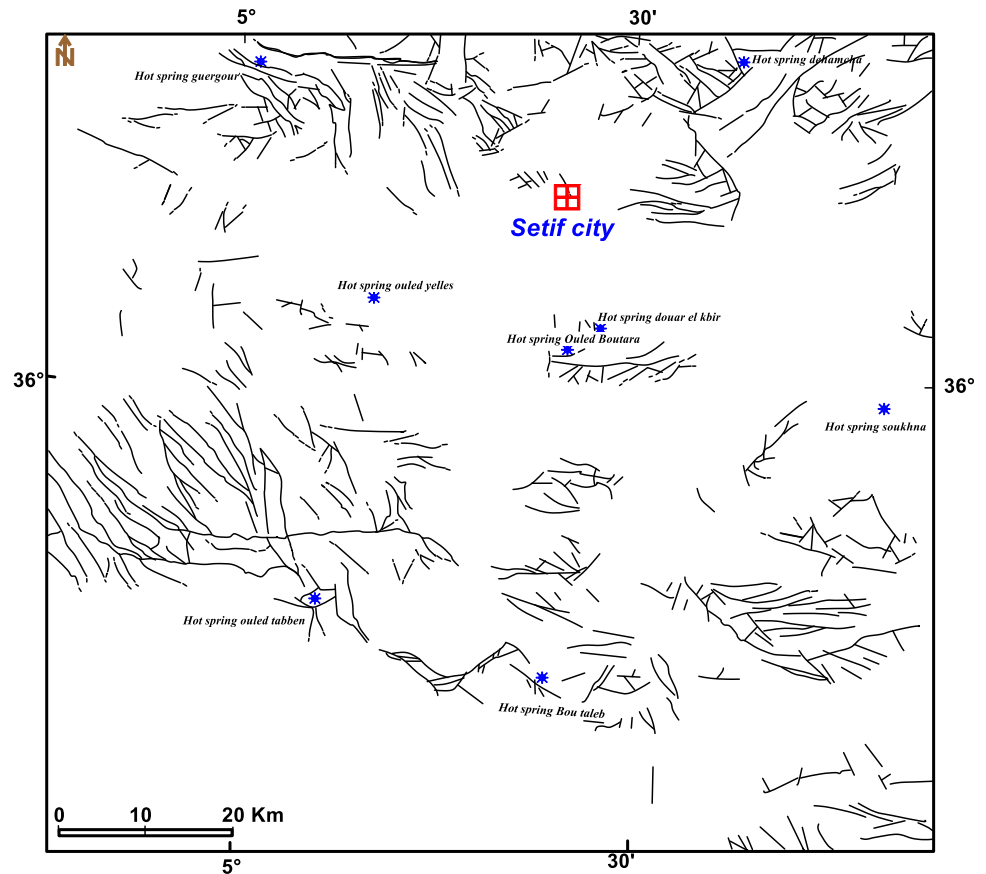 5°
30'
N
Hot spring guergour
Hot spring dehamcha
Setif city
Hot spring ouled yelles
Hot spring douar el kbir
Hot spring Ouled Boutara
36°
36°
Hot spring soukhna
Hot spring ouled tabben
Hot spring Bou taleb
0 10 20 Km
5°
30'